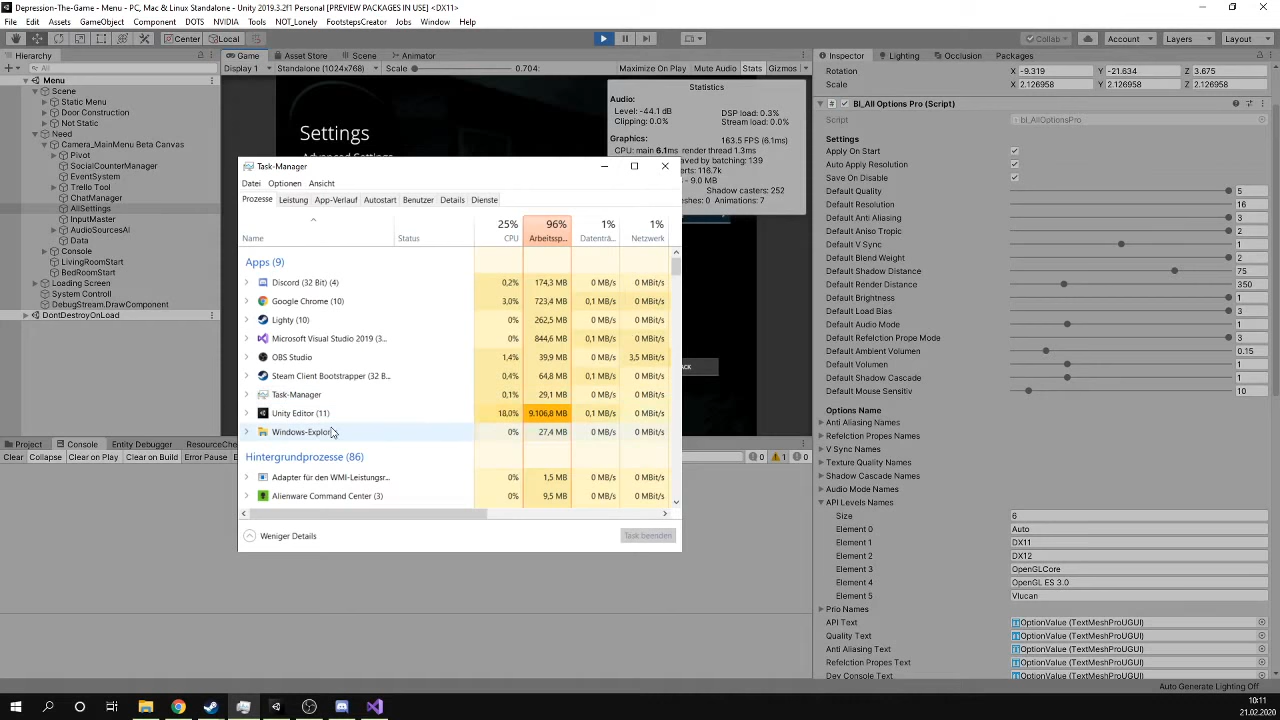 Depression-The-Game - Menu - PC, Mac & Linux Standalone - Unity 2019.3.2f1 Personal [PREVIEW PACKAGES IN USE] <DX11>
File Edit Assets GameObject Component DOTS NVIDIA Tools NOT_Lonely FootstepsCreator Jobs Window Help
Center Local Collab Account Layers Layout
Hierarchy Game Asset Store Scene Animator Inspector Lighting Occlusion Packages
All
Display 1 Standalone (1024x768) Scale 0.704: Maximize On Play Mute Audio Stats Gizmos
Menu
Scene
Static Menu
Door Construction
Not Static
Need
Camera_MainMenu Beta Canvas
Pivot
SocialCounterManager
EventSystem
Trello Tool
ChatManager
AllSettings
InputMaster
AudioSourcesAI
Data
Console
LivingRoomStart
BedRoomStart
Loading Screen
System Controll
DebugStream.DrawComponent
DontDestroyOnLoad
Settings
Statistics
Audio:
Level: -44.1 dB DSP load: 0.3%
Clipping: 0.0% Stream load: 0.0%
Graphics: 163.5 FPS (6.1ms)
CPU: main 6.1ms render thread 1.3ms
saved by batching: 139
116.7k
- 9.0 MB
Shadow casters: 252
0 Animations: 7
Task-Manager
Datei Optionen Ansicht
Prozesse Leistung App-Verlauf Autostart Benutzer Details Dienste
25% 96% 1% 1%
Name Status CPU Arbeitssp... Datenträ... Netzwerk
Apps (9)
Discord (32 Bit) (4) 0,2% 174,3 MB 0 MB/s 0 MBit/s
Google Chrome (10) 3,0% 723,4 MB 0,1 MB/s 0 MBit/s
Lighty (10) 0% 262,5 MB 0 MB/s 0 MBit/s
Microsoft Visual Studio 2019 (3... 0% 844,6 MB 0,1 MB/s 0 MBit/s
OBS Studio 1,4% 39,9 MB 0 MB/s 3,5 MBit/s
Steam Client Bootstrapper (32 B... 0,4% 64,8 MB 0,1 MB/s 0 MBit/s
Task-Manager 0,1% 29,1 MB 0 MB/s 0 MBit/s
Unity Editor (11) 18,0% 9.106,8 MB 0,1 MB/s 0 MBit/s
Windows-Explor 0% 27,4 MB 0 MB/s 0 MBit/s
Hintergrundprozesse (86)
Adapter für den WMI-Leistungsr... 0% 1,5 MB 0 MB/s 0 MBit/s
Alienware Command Center (3) 0% 9,5 MB 0 MB/s 0 MBit/s
Weniger Details Task beenden
Project Console Entity Debugger ResourceChec
Clear Collapse Clear on Play Clear on Build Error Pause 0 1 0
Rotation X -9.319 Y -21.634 Z 3.675
Scale X 2.126958 Y 2.126958 Z 2.126958
Bl_All Options Pro (Script)
Script bl_AllOptionsPro
Settings
Apply On Start
Auto Apply Resolution
Save On Disable
Default Quality 5
Default Resolution 16
Default Anti Aliasing 3
Default Aniso Tropic 2
Default V Sync 1
Default Blend Weight 2
Default Shadow Distance 75
Default Render Distance 350
Default Brightness 1
Default Load Bias 3
Default Audio Mode 1
Default Refelction Prope Mode 3
Default Ambient Volumen 0.15
Default Volumen 1
Default Shadow Cascade 1
Default Mouse Sensitiv 10
Options Name
Anti Aliasing Names
Refelction Propes Names
V Sync Names
Texture Quality Names
Shadow Cascade Names
Audio Mode Names
API Levels Names
Size 6
Element 0 Auto
Element 1 DX11
Element 2 DX12
Element 3 OpenGLCore
Element 4 OpenGL ES 3.0
Element 5 Vlucan
Prio Names
API Text OptionValue (TextMeshProUGUI)
Quality Text OptionValue (TextMeshProUGUI)
Anti Aliasing Text OptionValue (TextMeshProUGUI)
Refelction Propes Text OptionValue (TextMeshProUGUI)
Dev Console Text OptionValue (TextMeshProUGUI)
Auto Generate Lighting Off
10:11
21.02.2020